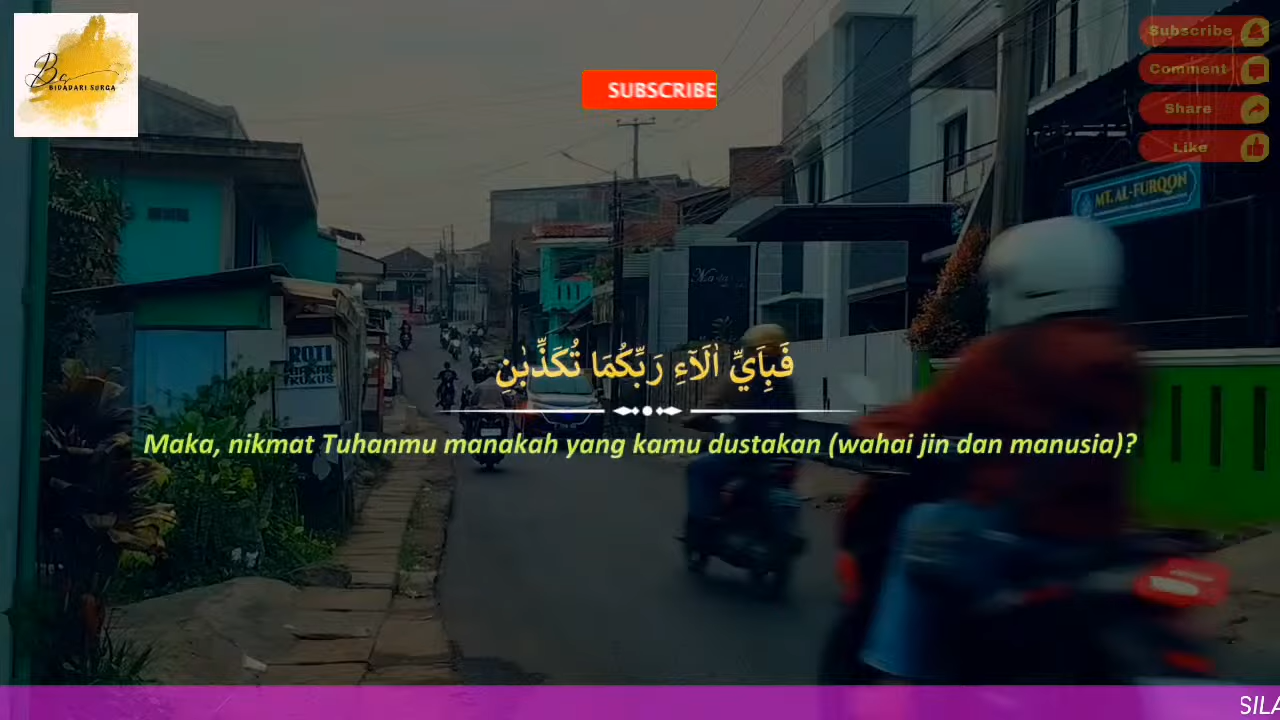 Bs
BIDADARI SURGA
SUBSCRIBE
Subscribe
Comment
Share
Like
MT. AL-FURQON
ROTI
KUKUS
فَبِاَيِّ اٰلَاۤءِ رَبِّكُمَا تُكَذِّبٰنِ
Maka, nikmat Tuhanmu manakah yang kamu dustakan (wahai jin dan manusia)?
SILA